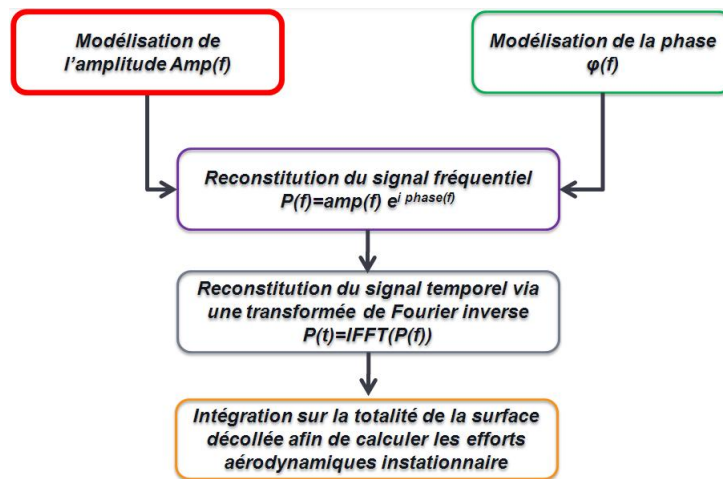 Modélisation de
l'amplitude Amp(f)
Modélisation de la phase
φ(f)
Reconstitution du signal fréquentiel
P(f)=amp(f) e^{j phase(f)}
Reconstitution du signal temporel via
une transformée de Fourier inverse
P(t)=IFFT(P(f))
Intégration sur la totalité de la surface
décollée afin de calculer les efforts
aérodynamiques instationnaire